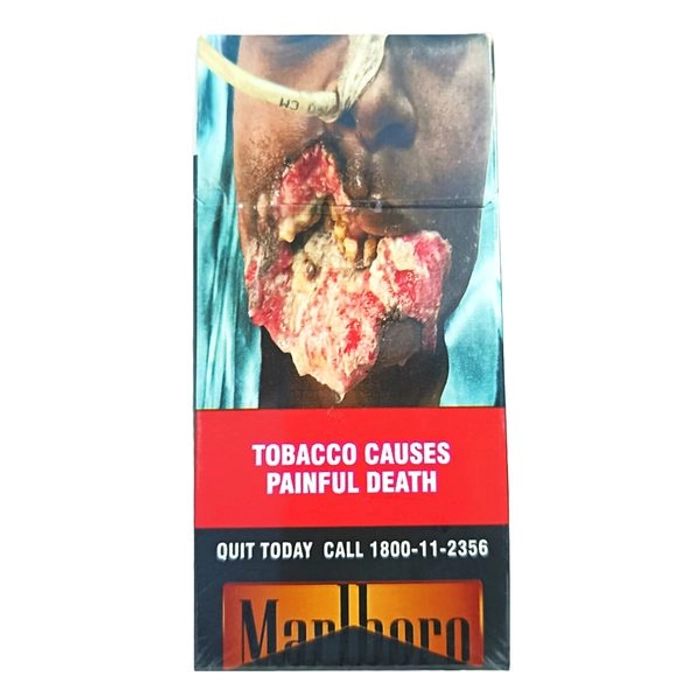 TOBACCO CAUSES
PAINFUL DEATH
QUIT TODAY CALL 1800-11-2356
Marlboro